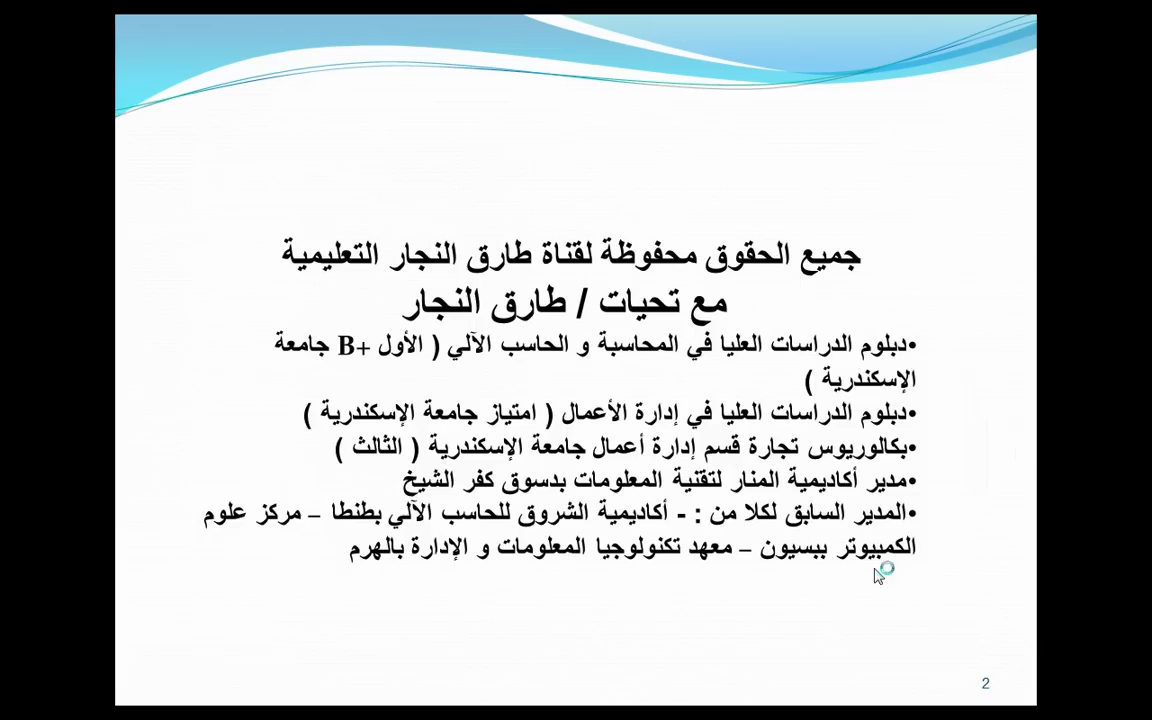 جميع الحقوق محفوظة لقناة طارق النجار التعليمية
مع تحيات / طارق النجار
•دبلوم الدراسات العليا في المحاسبة و الحاسب الآلي ( الأول +B جامعة
الإسكندرية )
•دبلوم الدراسات العليا في إدارة الأعمال ( امتياز جامعة الإسكندرية )
•بكالوريوس تجارة قسم إدارة أعمال جامعة الإسكندرية ( الثالث )
•مدير أكاديمية المنار لتقنية المعلومات بدسوق كفر الشيخ
•المدير السابق لكلا من : - أكاديمية الشروق للحاسب الآلي بطنطا – مركز علوم
الكمبيوتر ببسيون – معهد تكنولوجيا المعلومات و الإدارة بالهرم
2